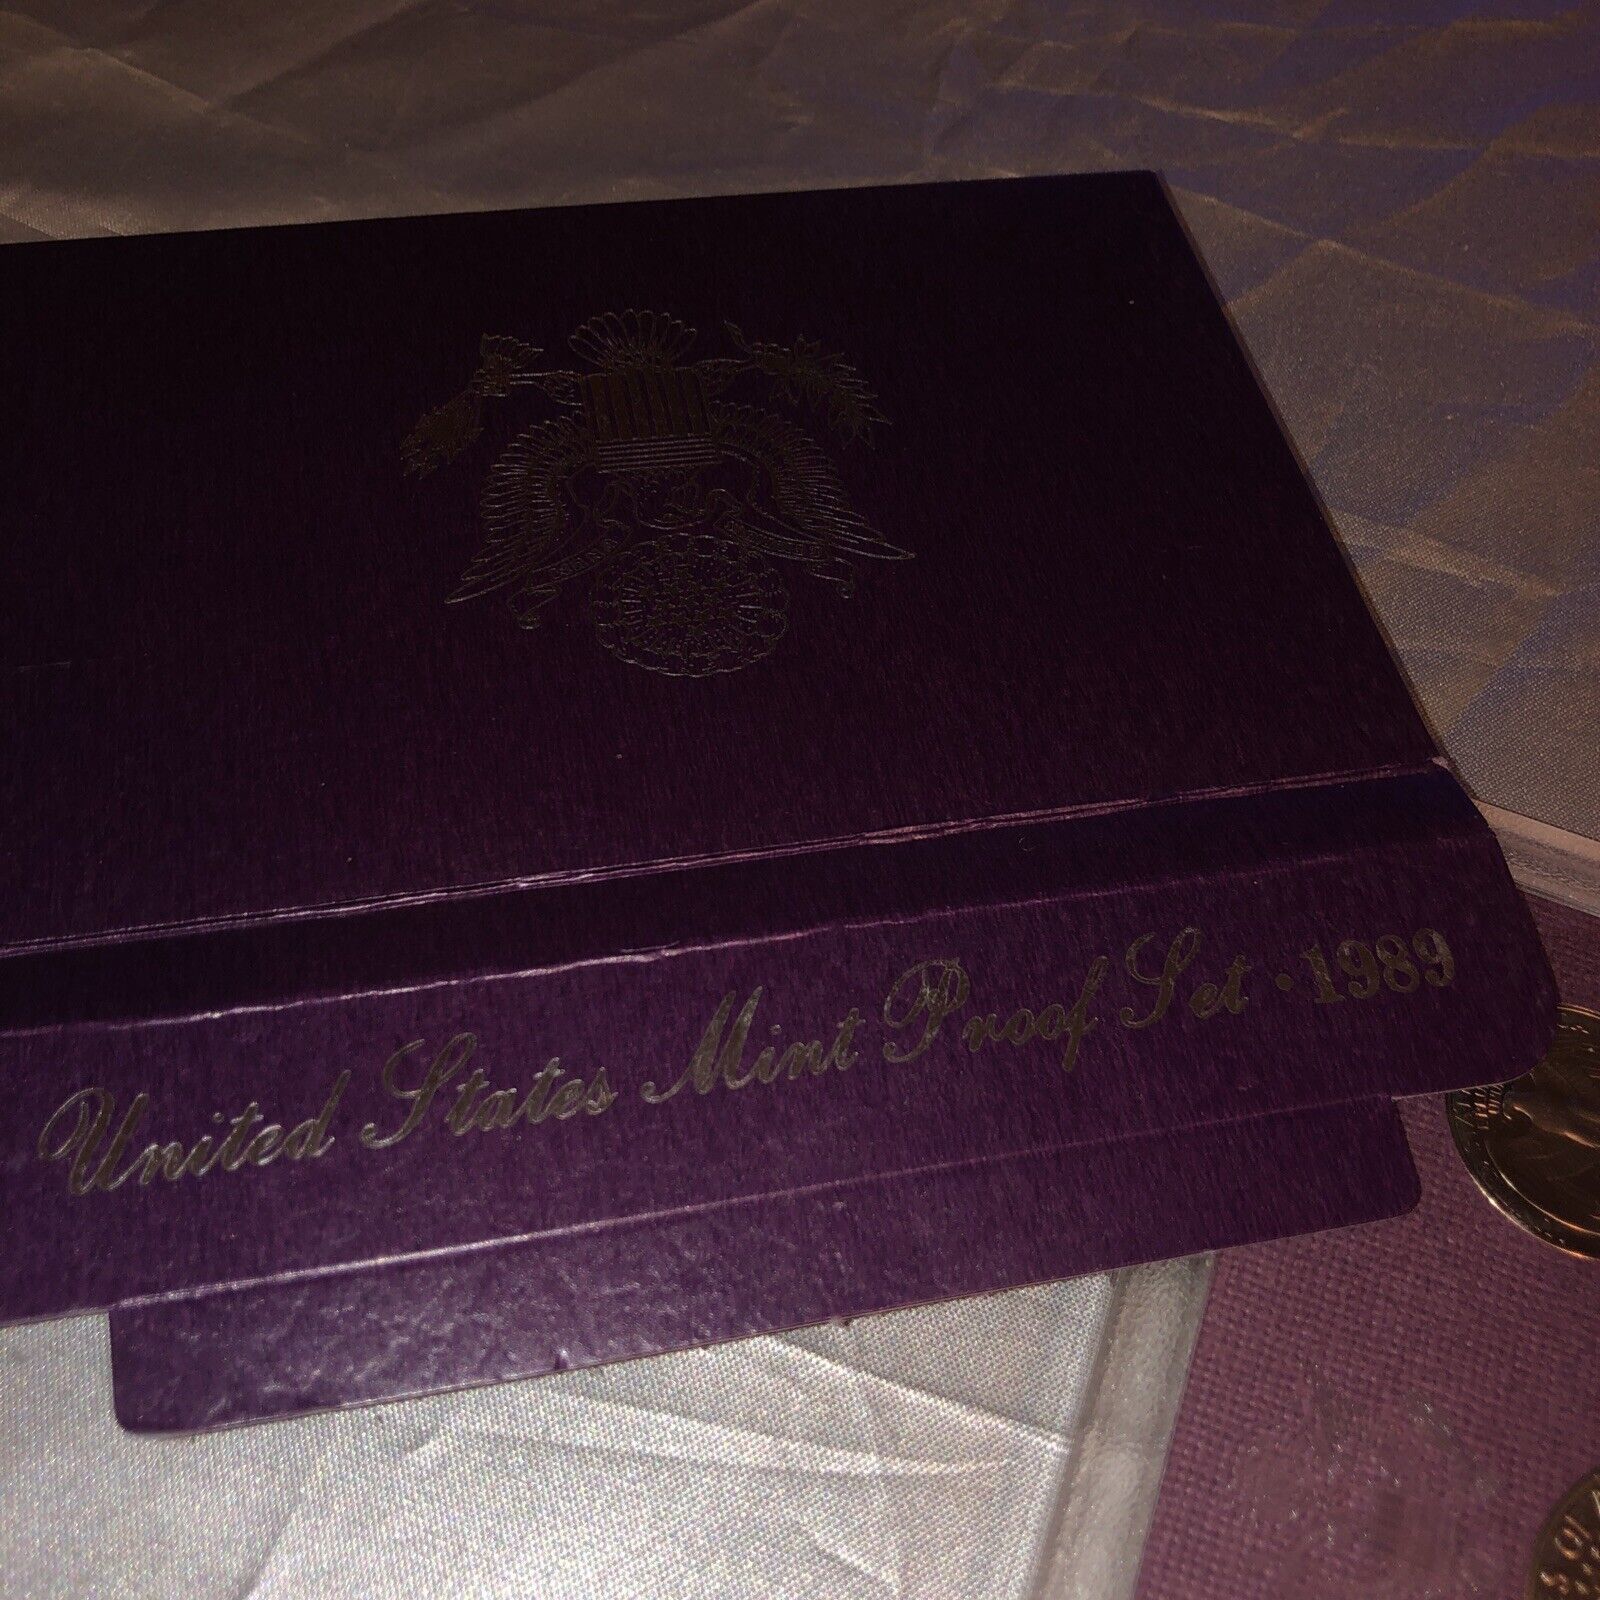 United States Mint Proof Set · 1989